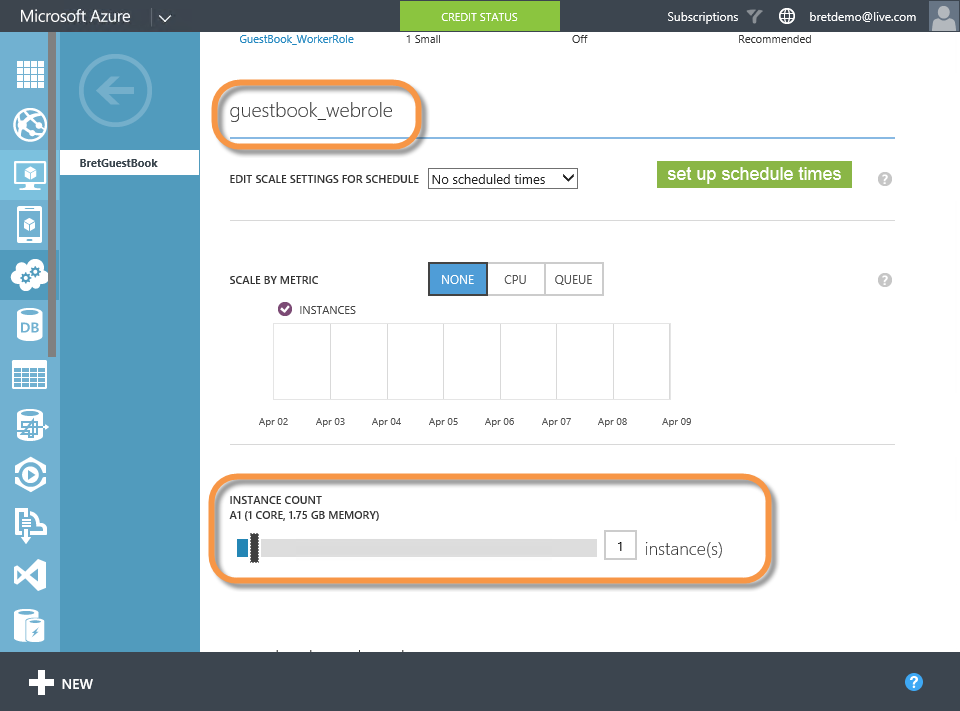 Microsoft Azure
CREDIT STATUS
Subscriptions
bretdemo@live.com
GuestBook_WorkerRole 1 Small Off Recommended
BretGuestBook
guestbook_webrole
EDIT SCALE SETTINGS FOR SCHEDULE No scheduled times set up schedule times ?
SCALE BY METRIC NONE CPU QUEUE ?
INSTANCES
Apr 02 Apr 03 Apr 04 Apr 05 Apr 06 Apr 07 Apr 08 Apr 09
INSTANCE COUNT
A1 (1 CORE, 1.75 GB MEMORY)
1 instance(s)
DB
NEW ?